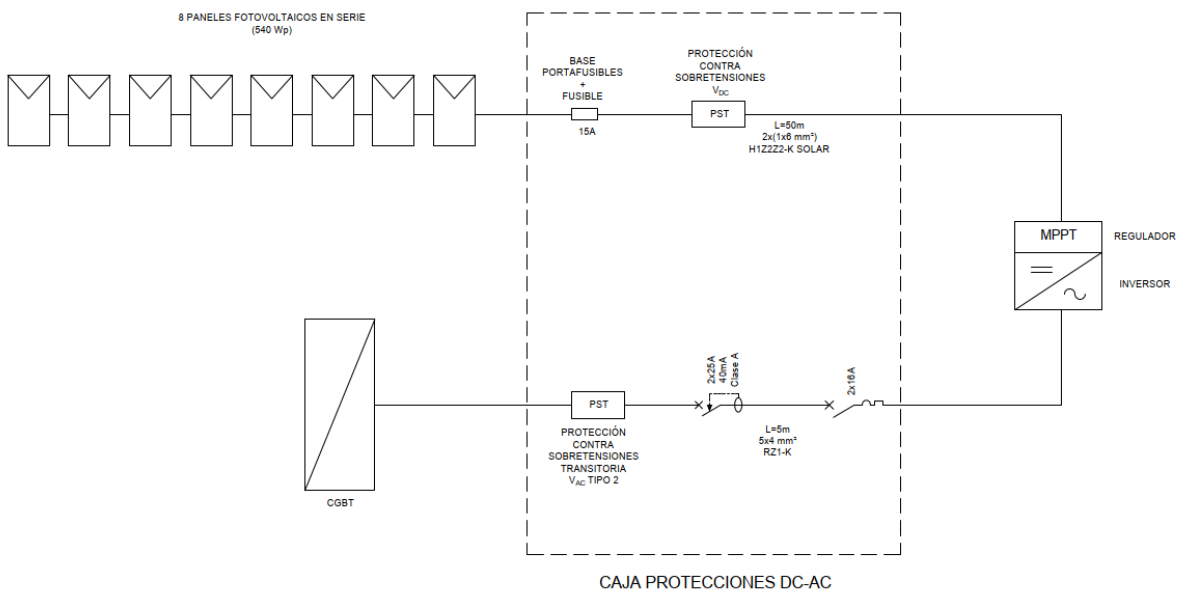 8 PANELES FOTOVOLTAICOS EN SERIE
(540 Wp)
BASE
PORTAFUSIBLES
+
FUSIBLE
15A
PROTECCIÓN
CONTRA
SOBRETENSIONES
VDC
PST
L=50m
2x(1x6 mm²)
H1Z2Z2-K SOLAR
MPPT
REGULADOR
INVERSOR
CGBT
PST
PROTECCIÓN
CONTRA
SOBRETENSIONES
TRANSITORIA
VAC TIPO 2
2x25A
40mA
Clase A
L=5m
5x4 mm²
RZ1-K
2x16A
CAJA PROTECCIONES DC-AC